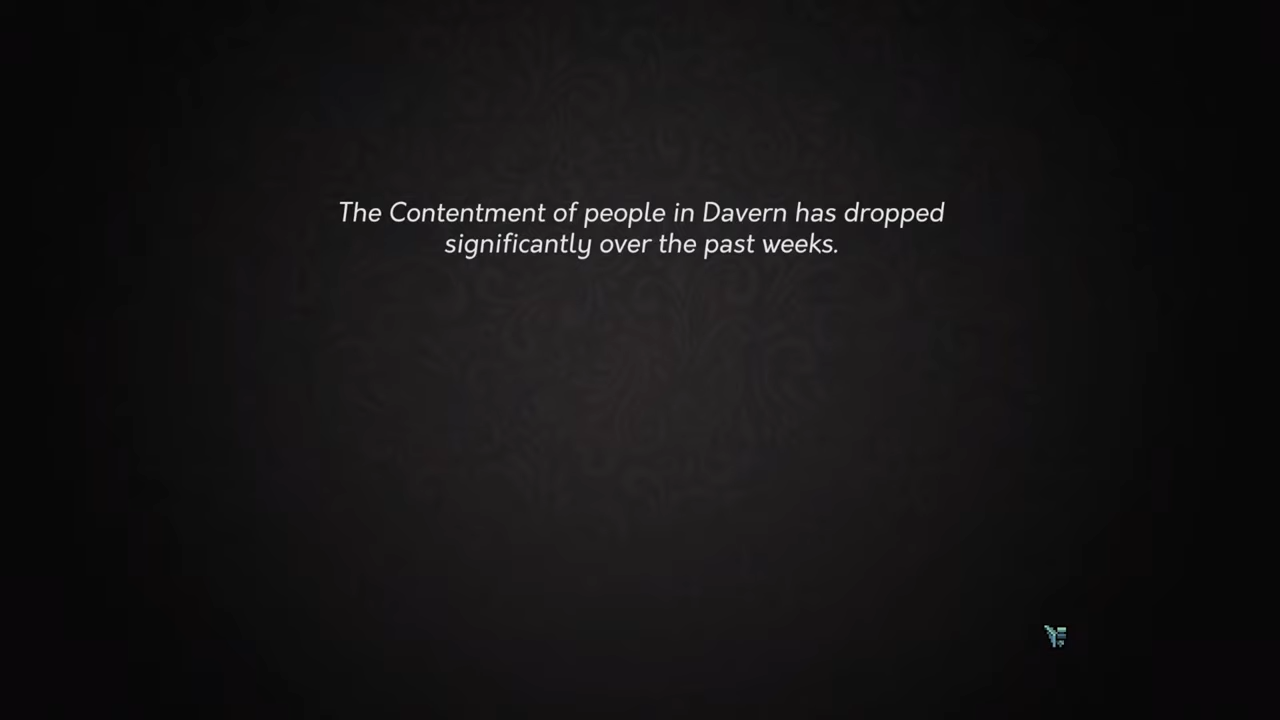 The Contentment of people in Davern has dropped
significantly over the past weeks.